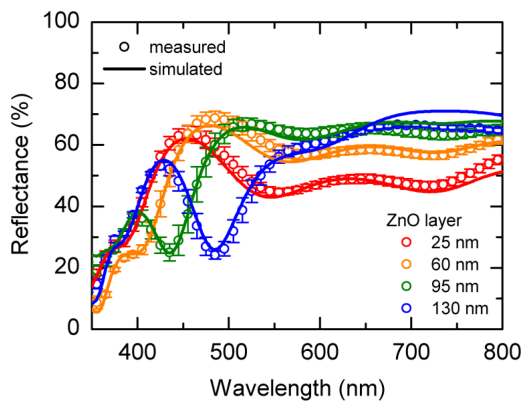 100
80
60
40
20
0
Reflectance (%)
measured
simulated
ZnO layer
25 nm
60 nm
95 nm
130 nm
400 500 600 700 800
Wavelength (nm)